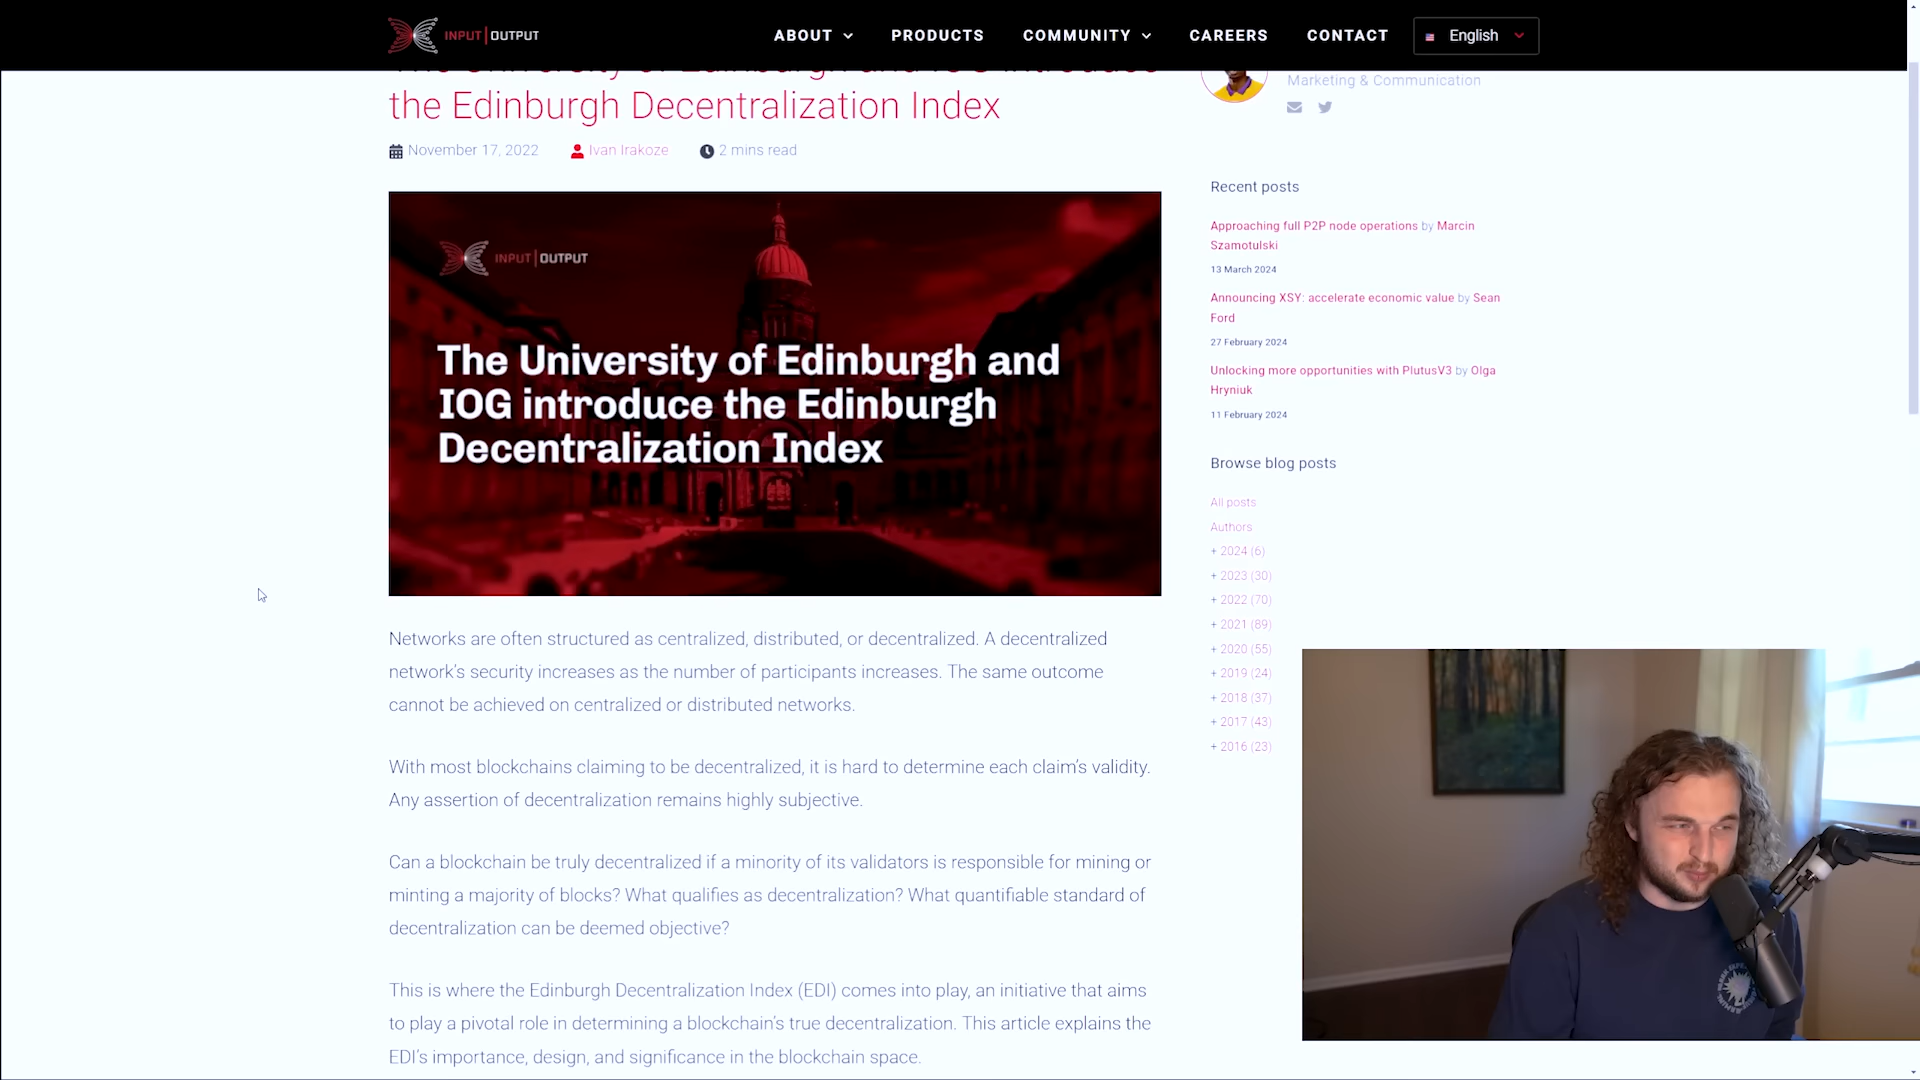 INPUT | OUTPUT
ABOUT
PRODUCTS
COMMUNITY
CAREERS
CONTACT
English
the Edinburgh Decentralization Index
November 17, 2022
Ivan Irakoze
2 mins read
INPUT | OUTPUT
The University of Edinburgh and
IOG introduce the Edinburgh
Decentralization Index
Networks are often structured as centralized, distributed, or decentralized. A decentralized
network's security increases as the number of participants increases. The same outcome
cannot be achieved on centralized or distributed networks.
With most blockchains claiming to be decentralized, it is hard to determine each claim's validity.
Any assertion of decentralization remains highly subjective.
Can a blockchain be truly decentralized if a minority of its validators is responsible for mining or
minting a majority of blocks? What qualifies as decentralization? What quantifiable standard of
decentralization can be deemed objective?
This is where the Edinburgh Decentralization Index (EDI) comes into play, an initiative that aims
to play a pivotal role in determining a blockchain's true decentralization. This article explains the
EDI's importance, design, and significance in the blockchain space.
Marketing & Communication
Recent posts
Approaching full P2P node operations by Marcin
Szamotulski
13 March 2024
Announcing XSY: accelerate economic value by Sean
Ford
27 February 2024
Unlocking more opportunities with PlutusV3 by Olga
Hryniuk
11 February 2024
Browse blog posts
All posts
Authors
+ 2024 (6)
+ 2023 (30)
+ 2022 (70)
+ 2021 (89)
+ 2020 (55)
+ 2019 (24)
+ 2018 (37)
+ 2017 (43)
+ 2016 (23)